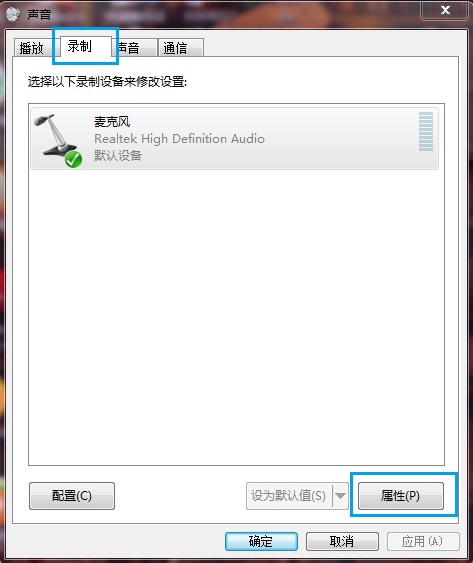 声音
播放 录制 声音 通信
选择以下录制设备来修改设置:
麦克风
Realtek High Definition Audio
默认设备
配置(C) 设为默认值(S) 属性(P)
确定 取消 应用(A)